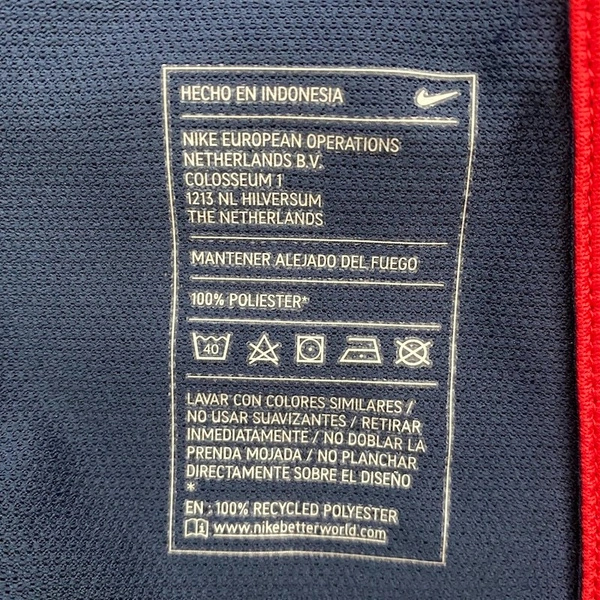 HECHO EN INDONESIA
NIKE EUROPEAN OPERATIONS
NETHERLANDS B.V.
COLOSSEUM 1
1213 NL HILVERSUM
THE NETHERLANDS
MANTENER ALEJADO DEL FUEGO
100% POLIESTER*
40
LAVAR CON COLORES SIMILARES /
NO USAR SUAVIZANTES / RETIRAR
INMEDIATAMENTE / NO DOBLAR LA
PRENDA MOJADA / NO PLANCHAR
DIRECTAMENTE SOBRE EL DISEÑO
*
EN : 100% RECYCLED POLYESTER
www.nikebetterworld.com